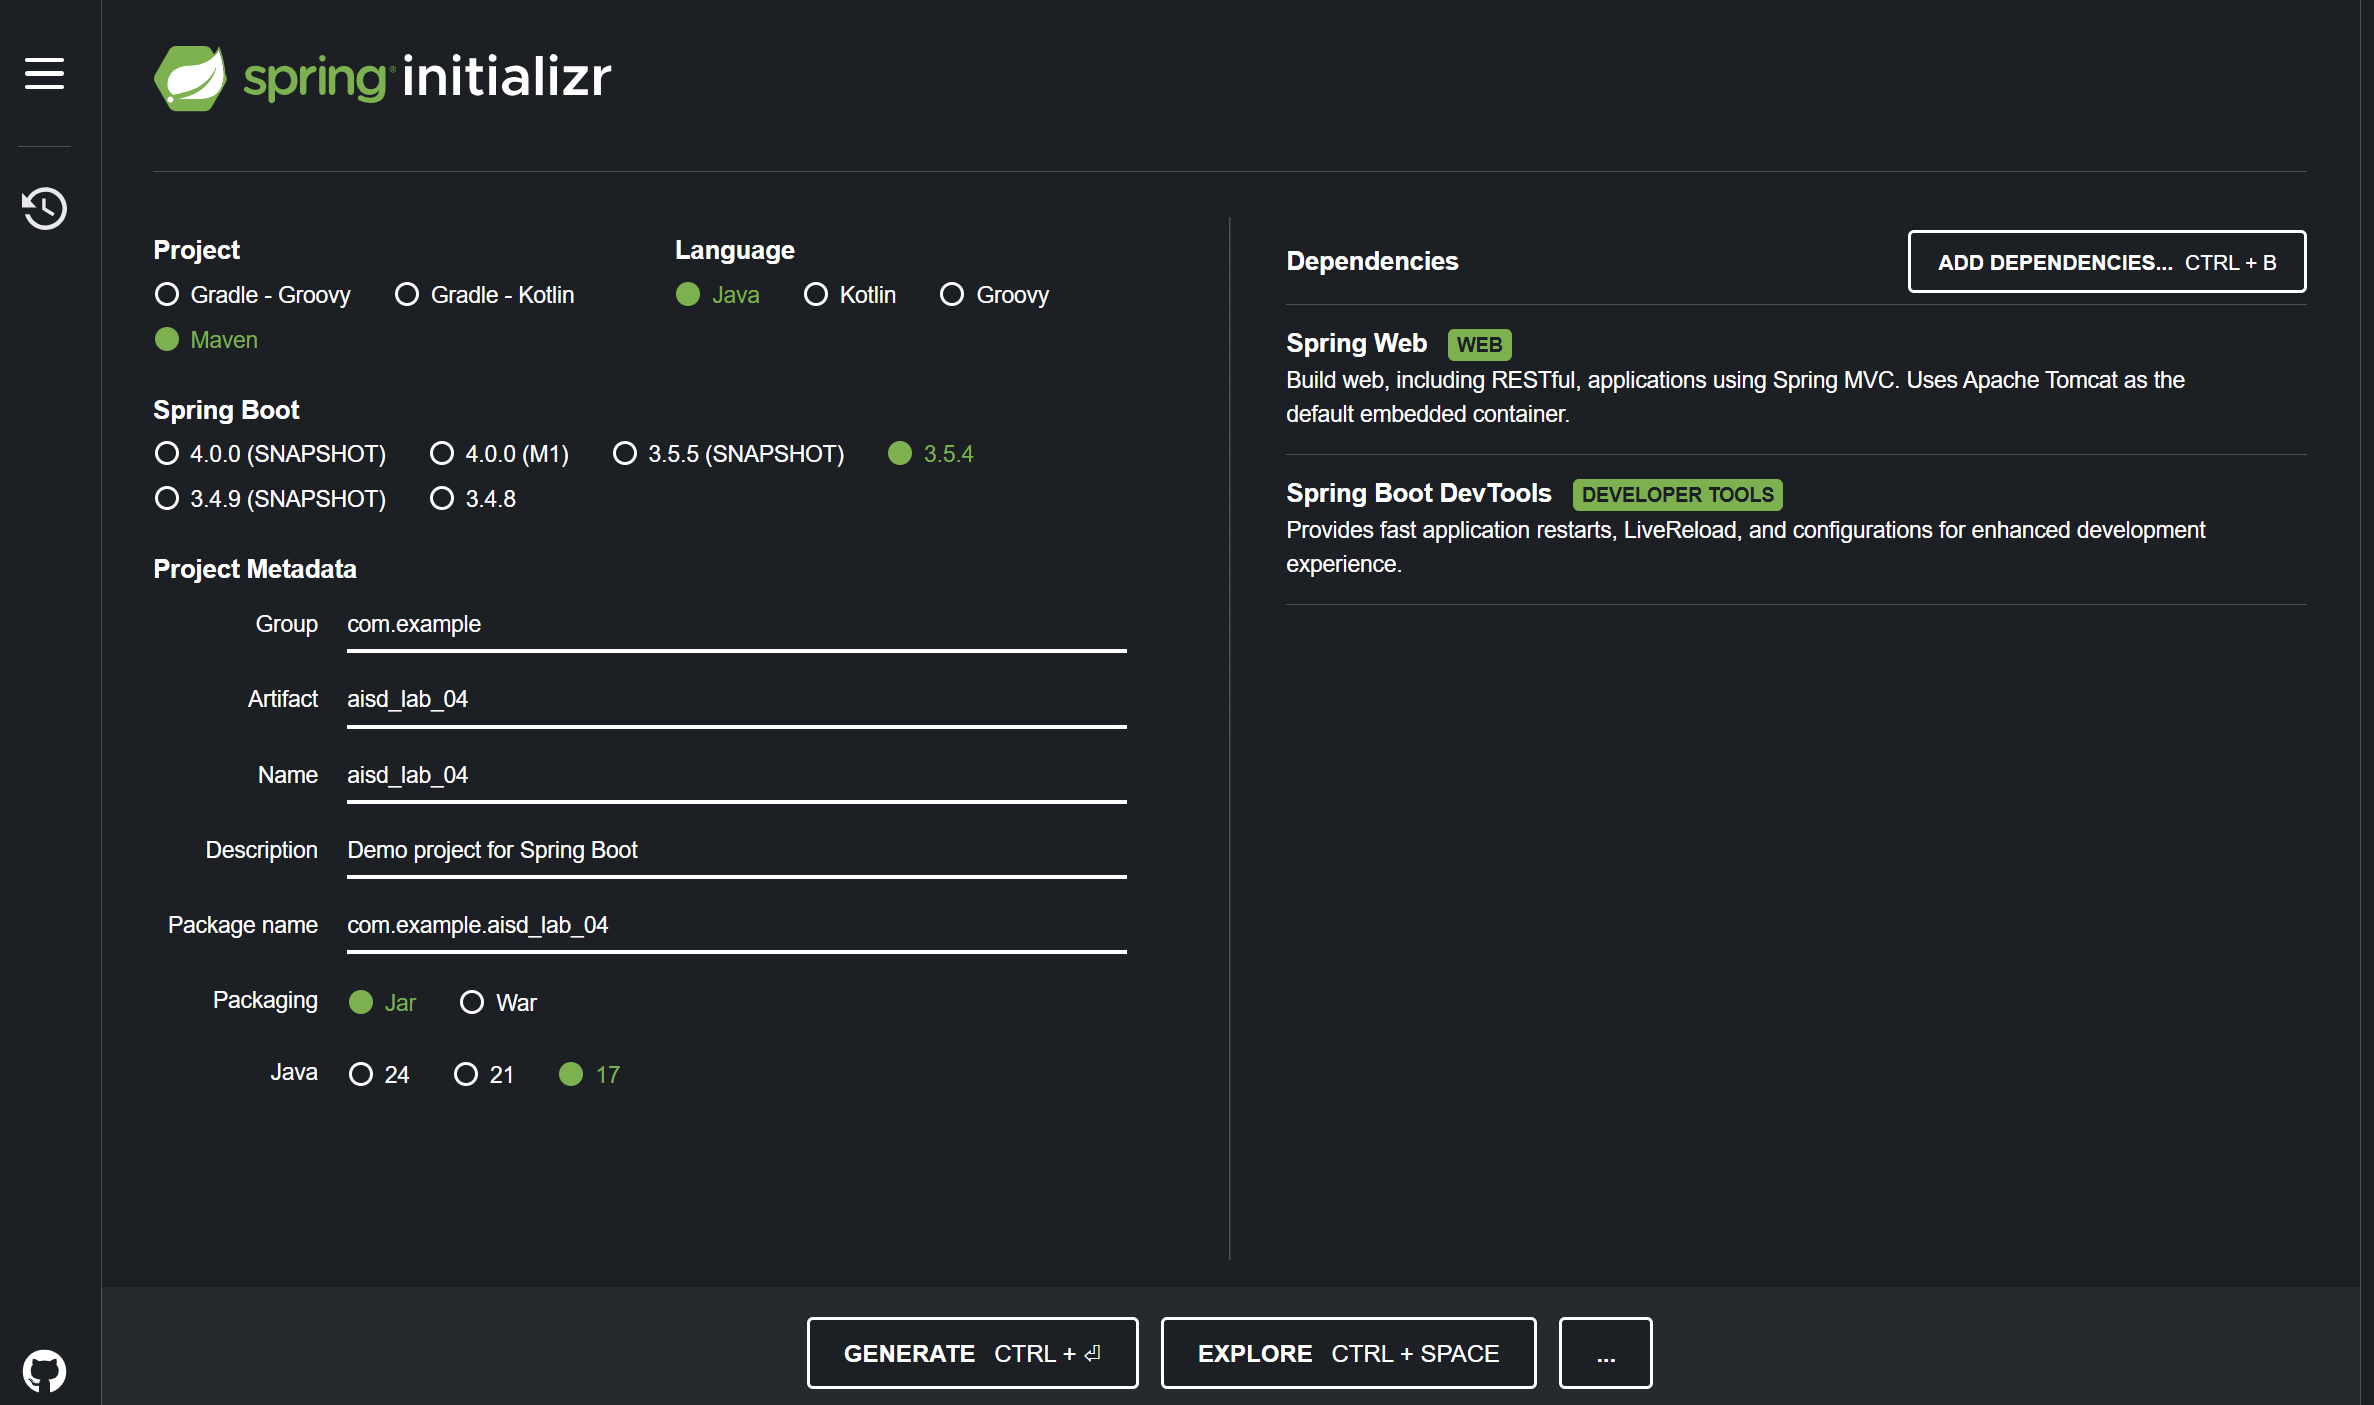 spring initializr
Project
Gradle - Groovy Gradle - Kotlin
Maven
Language
Java Kotlin Groovy
Spring Boot
4.0.0 (SNAPSHOT) 4.0.0 (M1) 3.5.5 (SNAPSHOT) 3.5.4
3.4.9 (SNAPSHOT) 3.4.8
Project Metadata
Group com.example
Artifact aisd_lab_04
Name aisd_lab_04
Description Demo project for Spring Boot
Package name com.example.aisd_lab_04
Packaging Jar War
Java 24 21 17
Dependencies ADD DEPENDENCIES... CTRL + B
Spring Web WEB
Build web, including RESTful, applications using Spring MVC. Uses Apache Tomcat as the
default embedded container.
Spring Boot DevTools DEVELOPER TOOLS
Provides fast application restarts, LiveReload, and configurations for enhanced development
experience.
GENERATE CTRL + ⏎ EXPLORE CTRL + SPACE ...